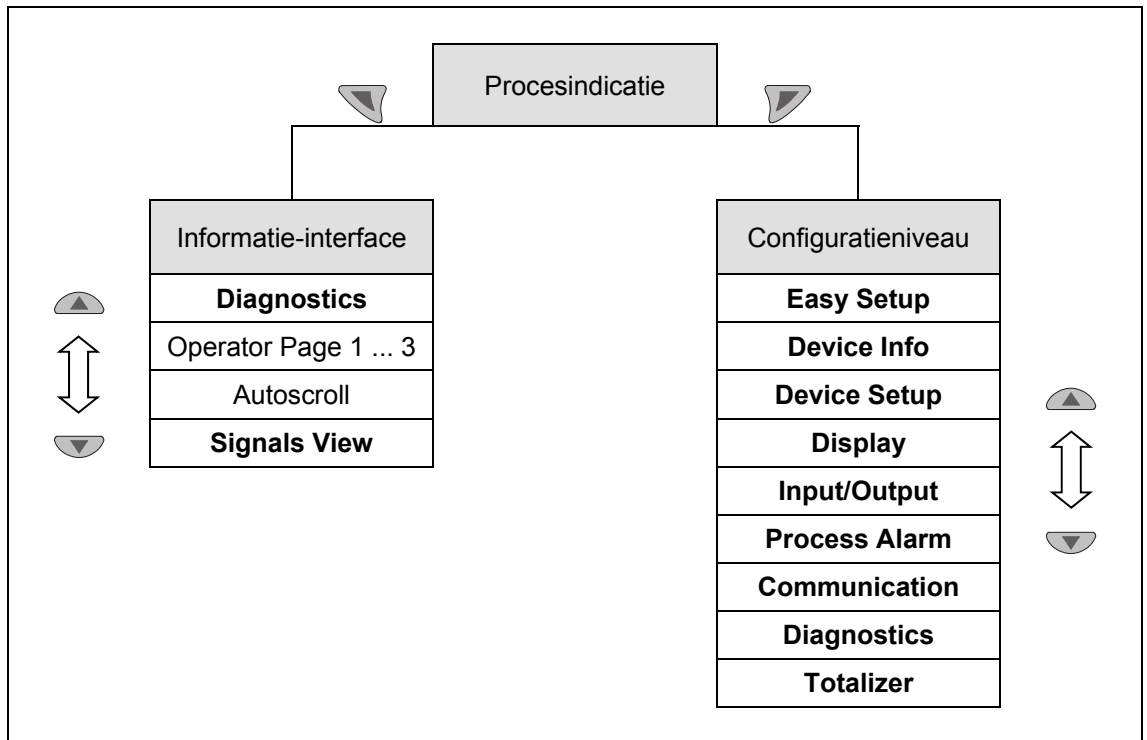 Procesindicatie
Informatie-interface
Diagnostics
Operator Page 1 ... 3
Autoscroll
Signals View
Configuratieniveau
Easy Setup
Device Info
Device Setup
Display
Input/Output
Process Alarm
Communication
Diagnostics
Totalizer